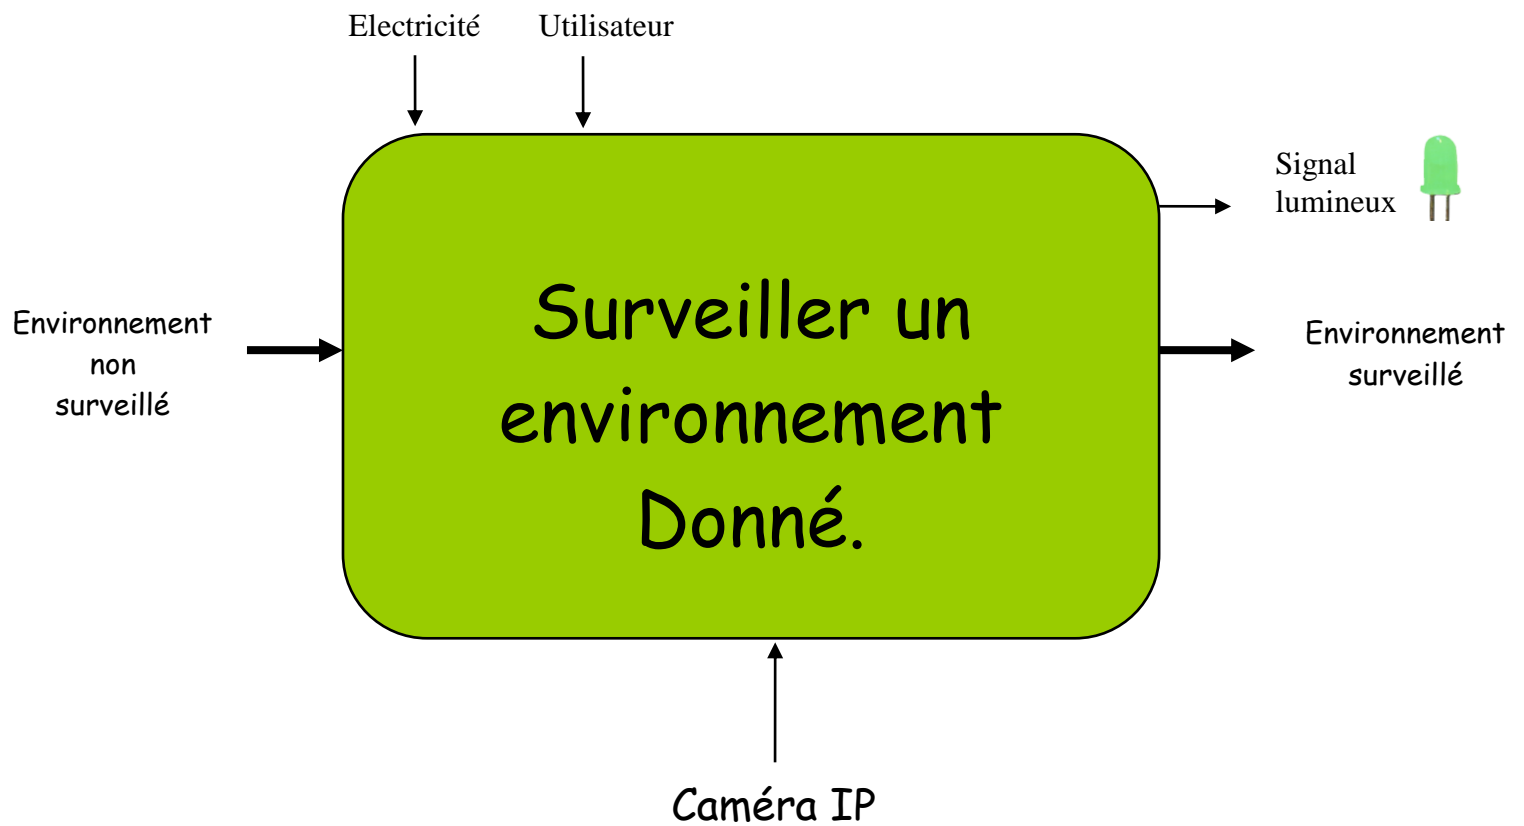 Electricité
Utilisateur
Signal
lumineux
Environnement
non
surveillé
Surveiller un
environnement
Donné.
Environnement
surveillé
Caméra IP